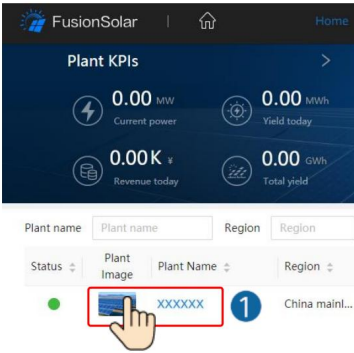 FusionSolar
Home
Plant KPIs >
0.00 MW
Current power
0.00 MWh
Yield today
0.00 K ¥
Revenue today
0.00 GWh
Total yield
Plant name Plant name Region Region
Status Plant Image Plant Name Region
XXXXXX 1 China mainl...